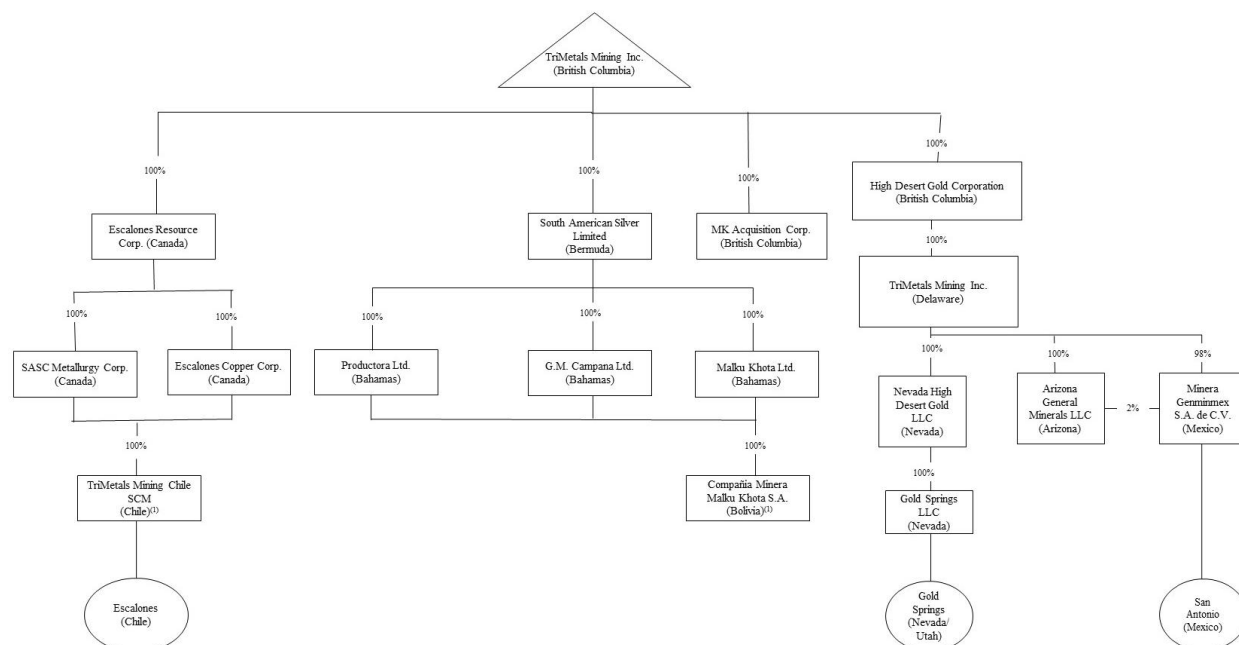 TriMetals Mining Inc.
(British Columbia)
100%
100%
100%
100%
Escalones Resource
Corp. (Canada)
South American Silver
Limited
(Bermuda)
MK Acquisition Corp.
(British Columbia)
High Desert Gold Corporation
(British Columbia)
100%
TriMetals Mining Inc.
(Delaware)
100%
100%
100%
100%
100%
100%
100%
98%
SASC Metallurgy Corp.
(Canada)
Escalones Copper Corp.
(Canada)
Productora Ltd.
(Bahamas)
G.M. Campana Ltd.
(Bahamas)
Malku Khota Ltd.
(Bahamas)
Nevada High
Desert Gold
LLC
(Nevada)
Arizona
General
Minerals LLC
(Arizona)
2%
Minera
Genminmex
S.A. de C.V.
(Mexico)
100%
100%
100%
TriMetals Mining Chile
SCM
(Chile)(1)
Compañia Minera
Malku Khota S.A.
(Bolivia)(1)
Gold Springs
LLC
(Nevada)
Escalones
(Chile)
Gold
Springs
(Nevada/
Utah)
San
Antonio
(Mexico)